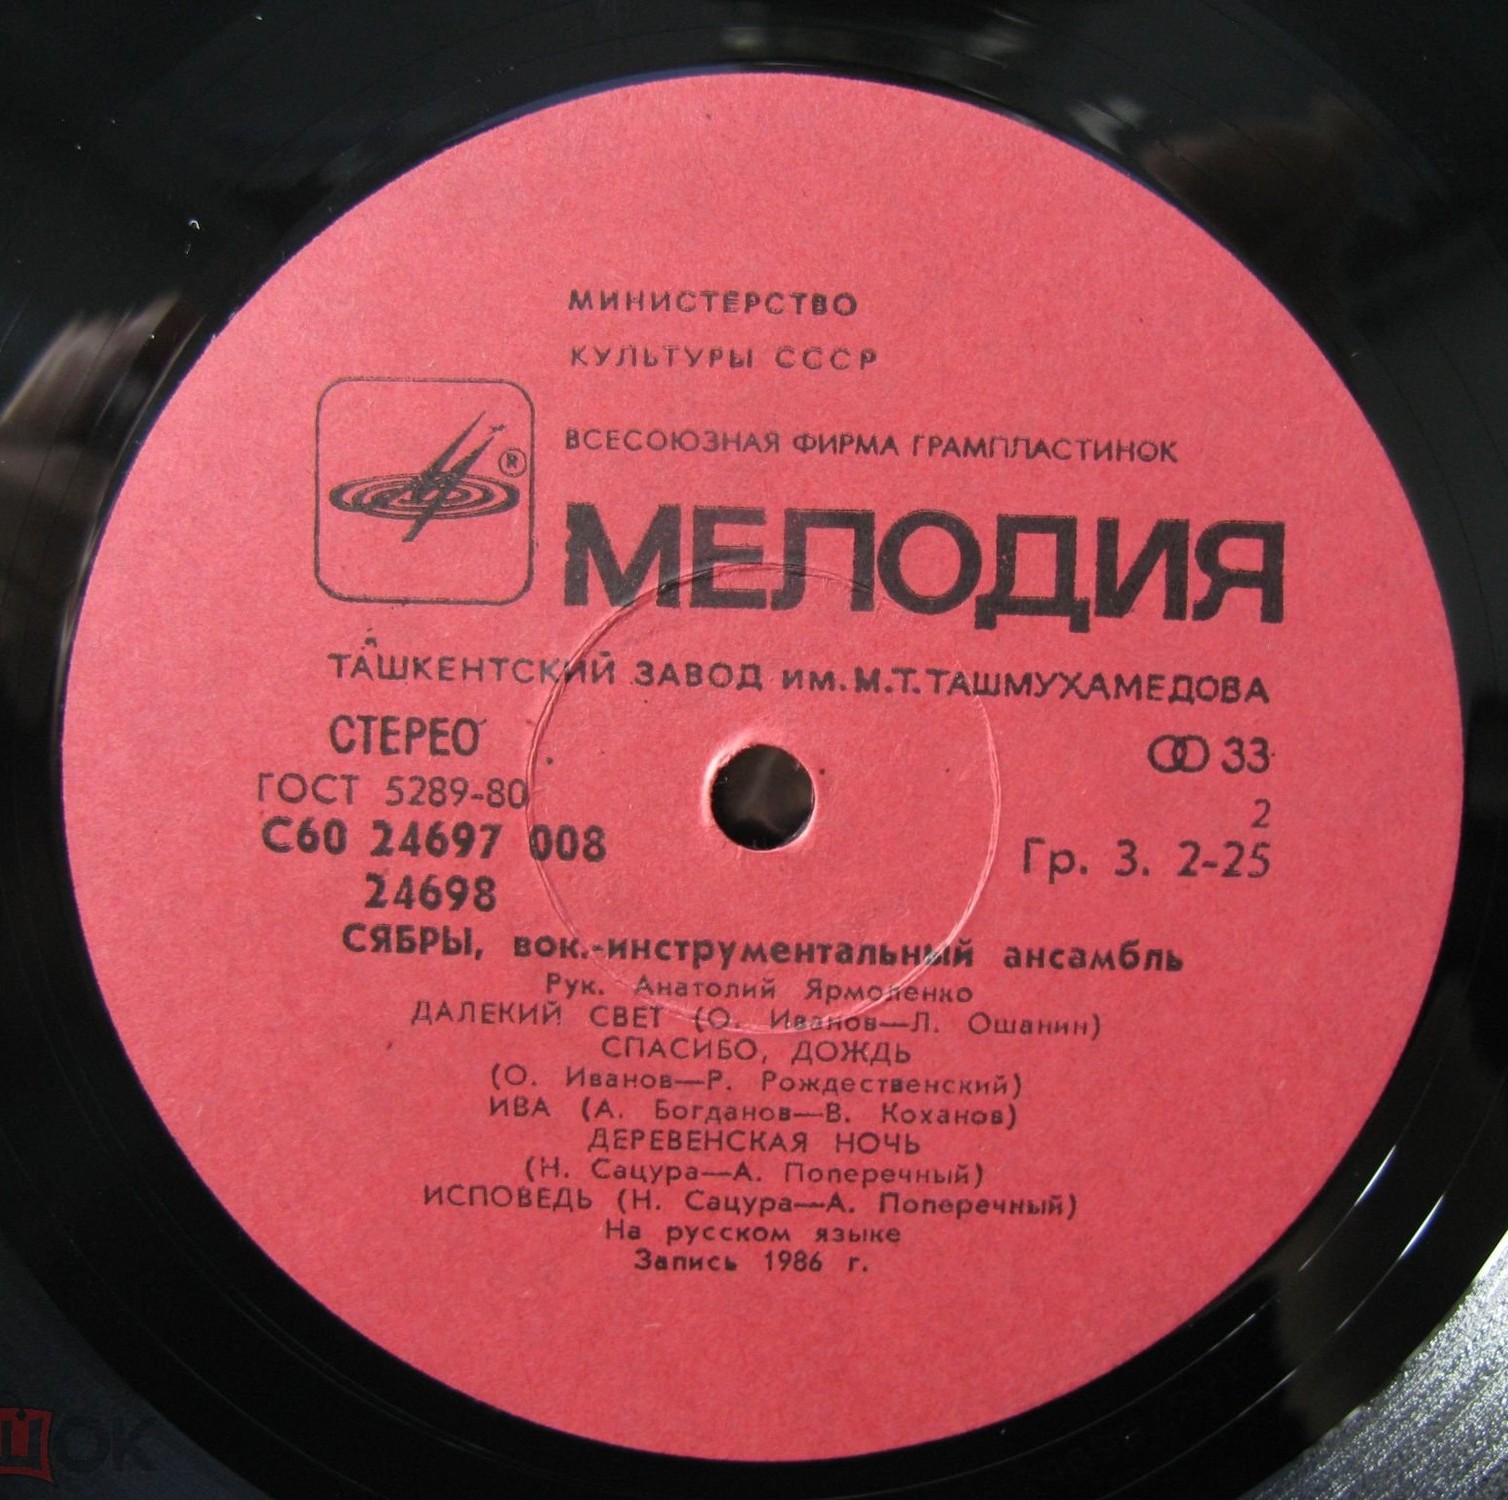 МИНИСТЕРСТВО
КУЛЬТУРЫ СССР
ВСЕСОЮЗНАЯ ФИРМА ГРАМПЛАСТИНОК
®
МЕЛОДИЯ
ТАШКЕНТСКИЙ ЗАВОД ИМ. М.Т. ТАШМУХАМЕДОВА
СТЕРЕО
33
ГОСТ 5289-80
2
С60 24697 008
Гр. 3. 2-25
24698
СЯБРЫ, вок.-инструментальный ансамбль
Рук. Анатолий Ярмоленко
ДАЛЕКИЙ СВЕТ (О. Иванов—Л. Ошанин)
СПАСИБО, ДОЖДЬ
(О. Иванов—Р. Рождественский)
ИВА (А. Богданов—В. Коханов)
ДЕРЕВЕНСКАЯ НОЧЬ
(Н. Сацура—А. Поперечный)
ИСПОВЕДЬ (Н. Сацура—А. Поперечный)
На русском языке
Запись 1986 г.